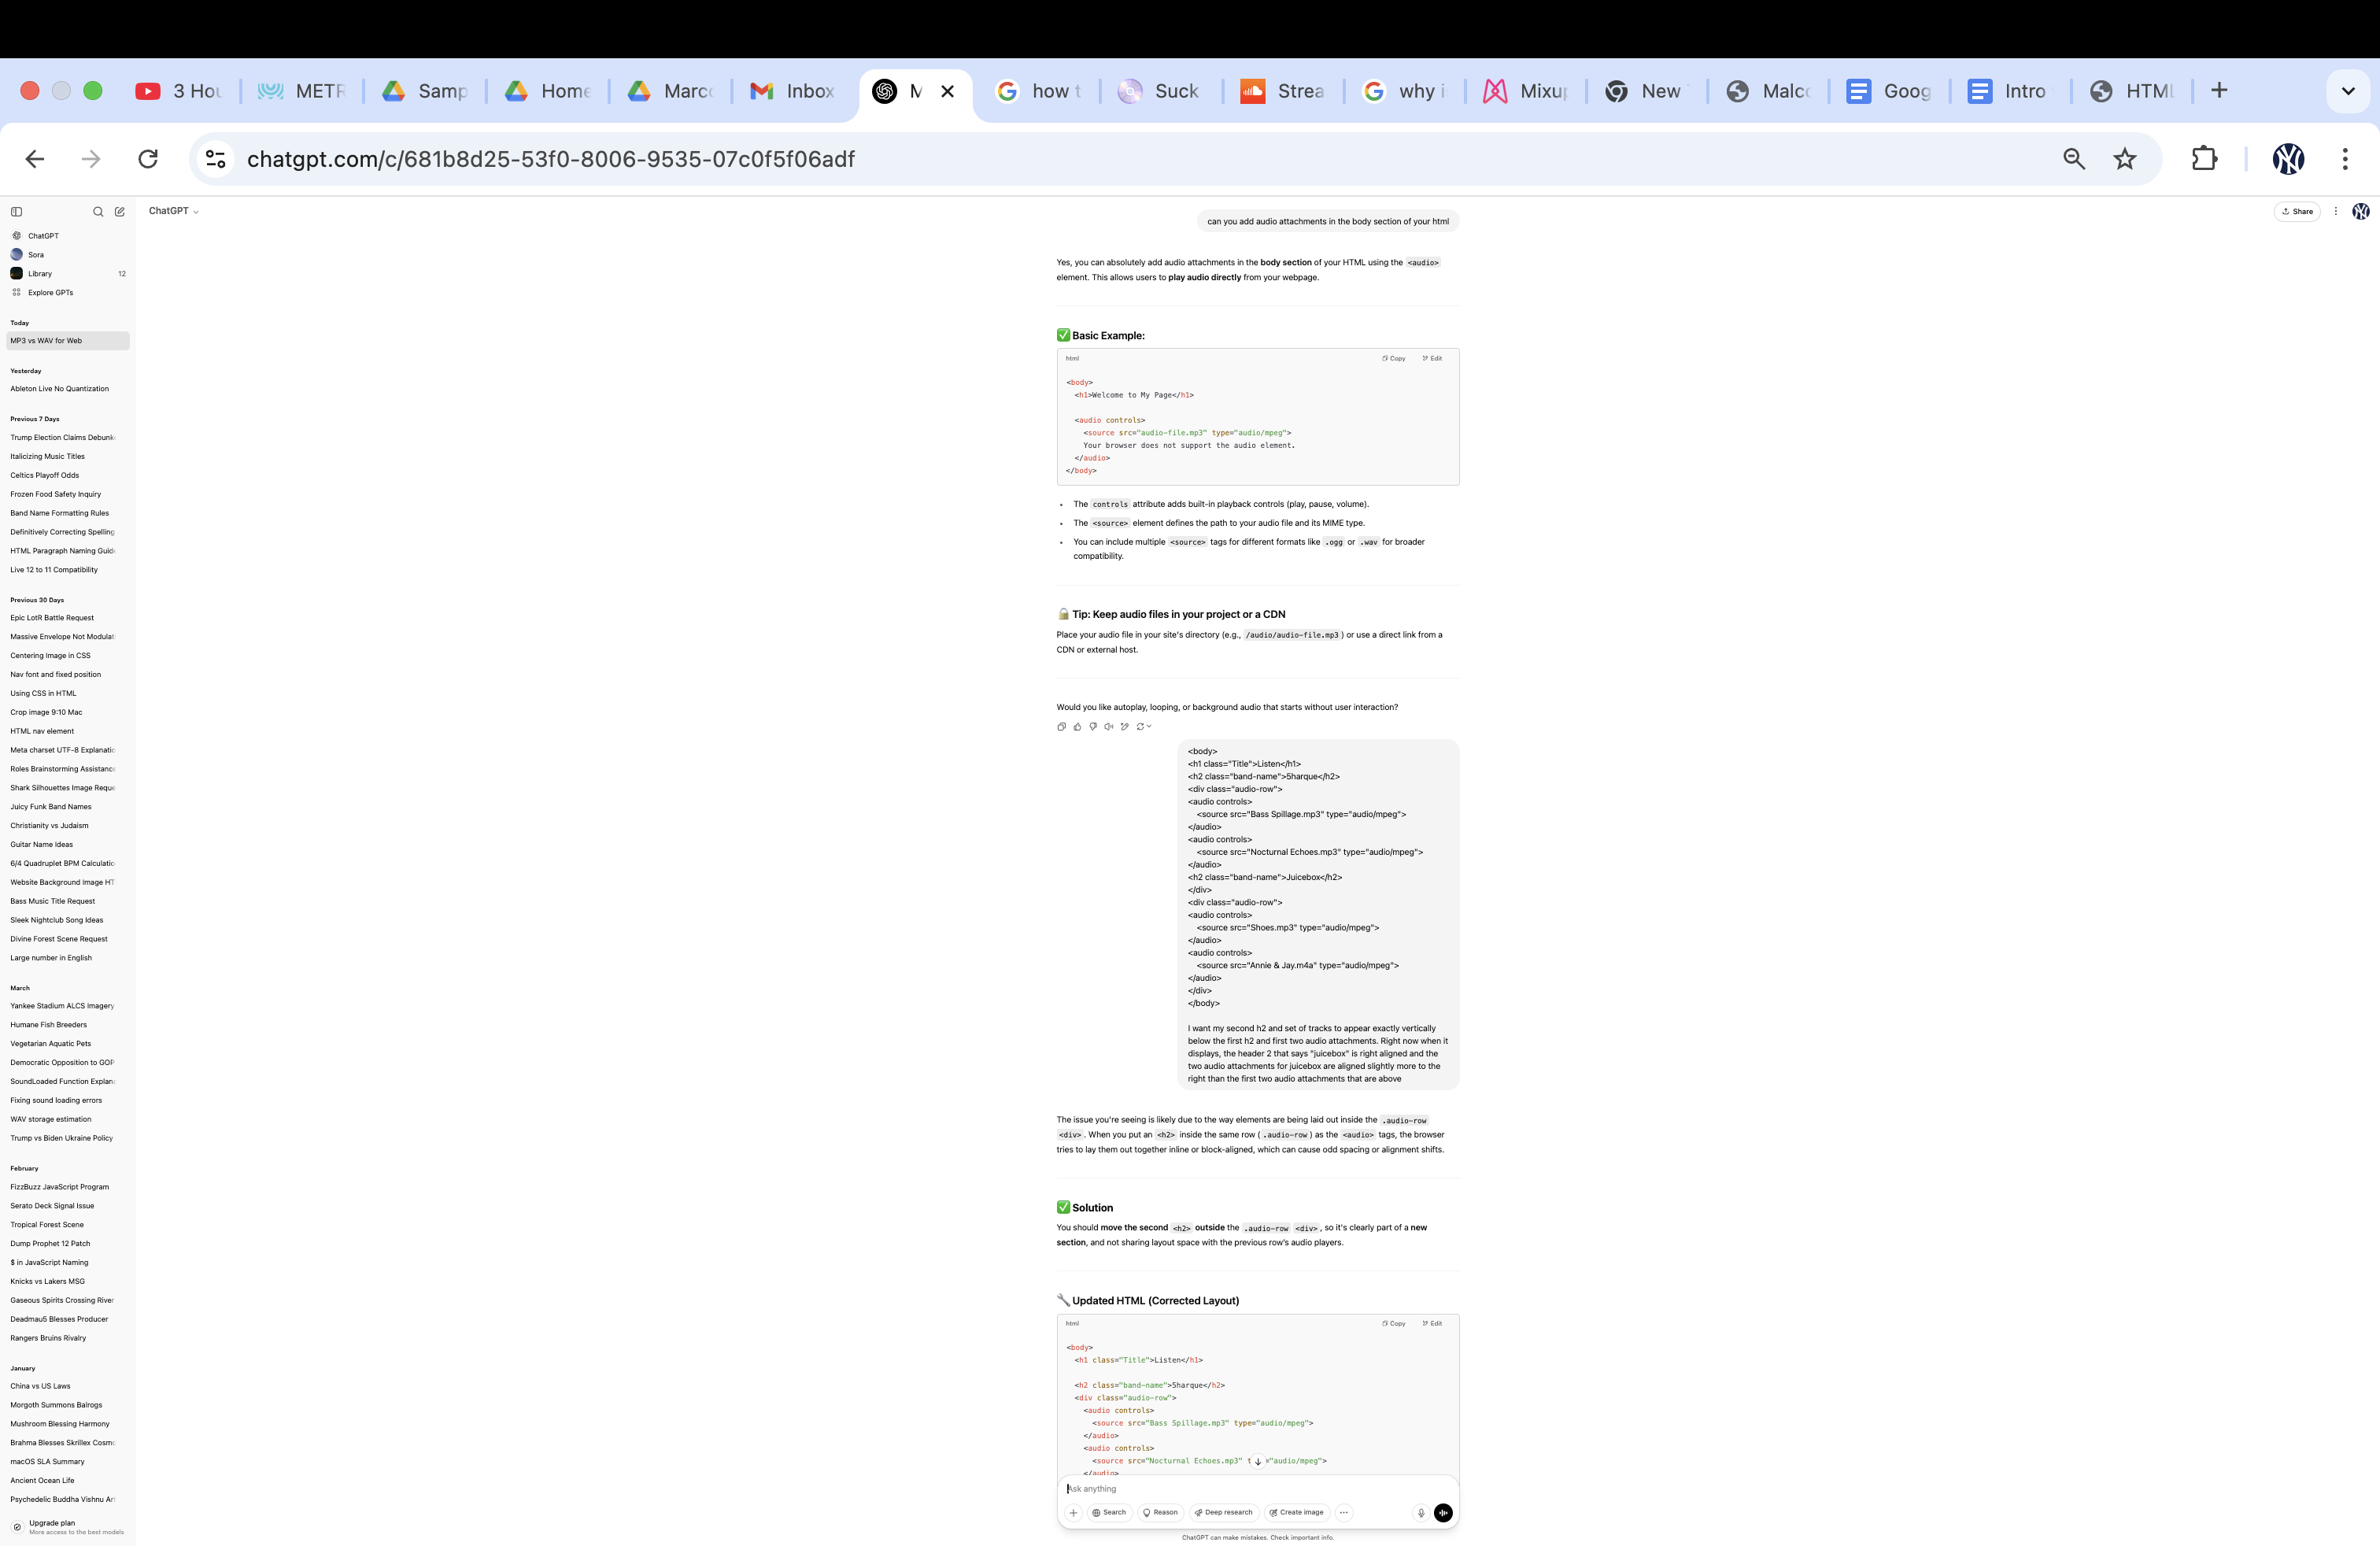 3 Hou
METR
Samp
Home
Marco
Inbox
M
how t
Suck
Strea
why i
Mixup
New
Malco
Goog
Intro
HTML
chatgpt.com/c/681b8d25-53f0-8006-9535-07c0f5f06adf
ChatGPT
Sora
Library 12
Explore GPTs
Today
MP3 vs WAV for Web
Yesterday
Ableton Live No Quantization
Previous 7 Days
Trump Election Claims Debunk
Italicizing Music Titles
Celtics Playoff Odds
Frozen Food Safety Inquiry
Band Name Formatting Rules
Definitively Correcting Spelling
HTML Paragraph Naming Guid
Live 12 to 11 Compatibility
Previous 30 Days
Epic LotR Battle Request
Massive Envelope Not Modulat
Centering Image in CSS
Nav font and fixed position
Using CSS in HTML
Crop image 9:10 Mac
HTML nav element
Meta charset UTF-8 Explanatio
Roles Brainstorming Assistance
Shark Silhouettes Image Reque
Juicy Funk Band Names
Christianity vs Judaism
Guitar Name Ideas
6/4 Quadruplet BPM Calculatio
Website Background Image HT
Bass Music Title Request
Sleek Nightclub Song Ideas
Divine Forest Scene Request
Large number in English
March
Yankee Stadium ALCS Imagery
Humane Fish Breeders
Vegetarian Aquatic Pets
Democratic Opposition to GOP
SoundLoaded Function Explan
Fixing sound loading errors
WAV storage estimation
Trump vs Biden Ukraine Policy
February
FizzBuzz JavaScript Program
Serato Deck Signal Issue
Tropical Forest Scene
Dump Prophet 12 Patch
$ in JavaScript Naming
Knicks vs Lakers MSG
Gaseous Spirits Crossing River
Deadmau5 Blesses Producer
Rangers Bruins Rivalry
January
China vs US Laws
Morgoth Summons Balrogs
Mushroom Blessing Harmony
Brahma Blesses Skrillex Cosmo
macOS SLA Summary
Ancient Ocean Life
Psychedelic Buddha Vishnu Ar
Upgrade plan
More access to the best models
ChatGPT
Share
can you add audio attachments in the body section of your html
Yes, you can absolutely add audio attachments in the body section of your HTML using the <audio>
element. This allows users to play audio directly from your webpage.
✅ Basic Example:
html Copy Edit
<body>
<h1>Welcome to My Page</h1>
<audio controls>
<source src="audio-file.mp3" type="audio/mpeg">
Your browser does not support the audio element.
</audio>
</body>
• The controls attribute adds built-in playback controls (play, pause, volume).
• The <source> element defines the path to your audio file and its MIME type.
• You can include multiple <source> tags for different formats like .ogg or .wav for broader
compatibility.
🔒 Tip: Keep audio files in your project or a CDN
Place your audio file in your site's directory (e.g., /audio/audio-file.mp3) or use a direct link from a
CDN or external host.
Would you like autoplay, looping, or background audio that starts without user interaction?
<body>
<h1 class="Title">Listen</h1>
<h2 class="band-name">5harque</h2>
<div class="audio-row">
<audio controls>
<source src="Bass Spillage.mp3" type="audio/mpeg">
</audio>
<audio controls>
<source src="Nocturnal Echoes.mp3" type="audio/mpeg">
</audio>
<h2 class="band-name">Juicebox</h2>
</div>
<div class="audio-row">
<audio controls>
<source src="Shoes.mp3" type="audio/mpeg">
</audio>
<audio controls>
<source src="Annie & Jay.m4a" type="audio/mpeg">
</audio>
</div>
</body>
I want my second h2 and set of tracks to appear exactly vertically
below the first h2 and first two audio attachments. Right now when it
displays, the header 2 that says "juicebox" is right aligned and the
two audio attachments for juicebox are aligned slightly more to the
right than the first two audio attachments that are above
The issue you're seeing is likely due to the way elements are being laid out inside the .audio-row
<div>. When you put an <h2> inside the same row (.audio-row) as the <audio> tags, the browser
tries to lay them out together inline or block-aligned, which can cause odd spacing or alignment shifts.
✅ Solution
You should move the second <h2> outside the .audio-row <div>, so it's clearly part of a new
section, and not sharing layout space with the previous row's audio players.
🔧 Updated HTML (Corrected Layout)
html Copy Edit
<body>
<h1 class="Title">Listen</h1>
<h2 class="band-name">5harque</h2>
<div class="audio-row">
<audio controls>
<source src="Bass Spillage.mp3" type="audio/mpeg">
</audio>
<audio controls>
<source src="Nocturnal Echoes.mp3" t ="audio/mpeg">
</audio>
Ask anything
Search Reason Deep research Create image
ChatGPT can make mistakes. Check important info.